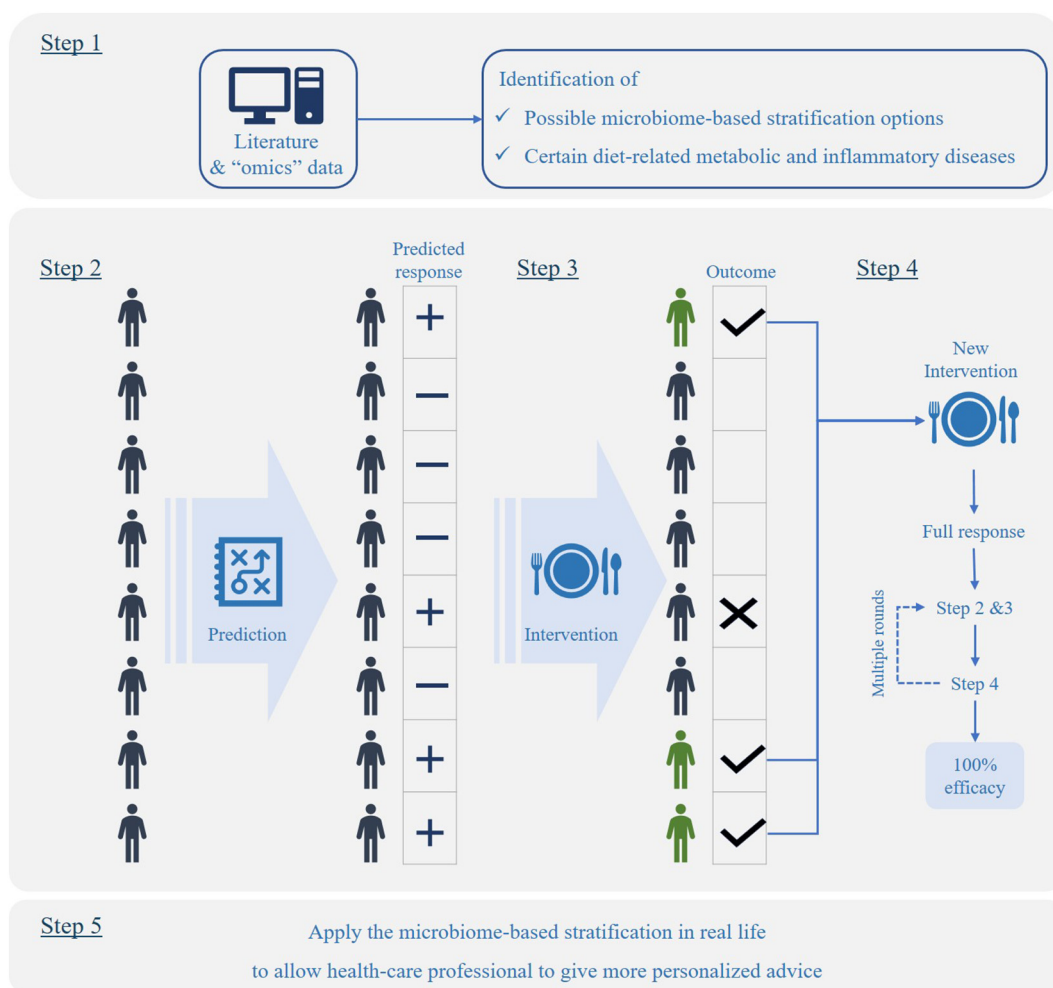 Step 1
Literature
& “omics” data
Identification of
✓ Possible microbiome-based stratification options
✓ Certain diet-related metabolic and inflammatory diseases
Step 2
Predicted
response
Prediction
Step 3
Intervention
Outcome
Step 4
New
Intervention
Full response
Step 2 &3
Multiple rounds
Step 4
100%
efficacy
Step 5
Apply the microbiome-based stratification in real life
to allow health-care professional to give more personalized advice